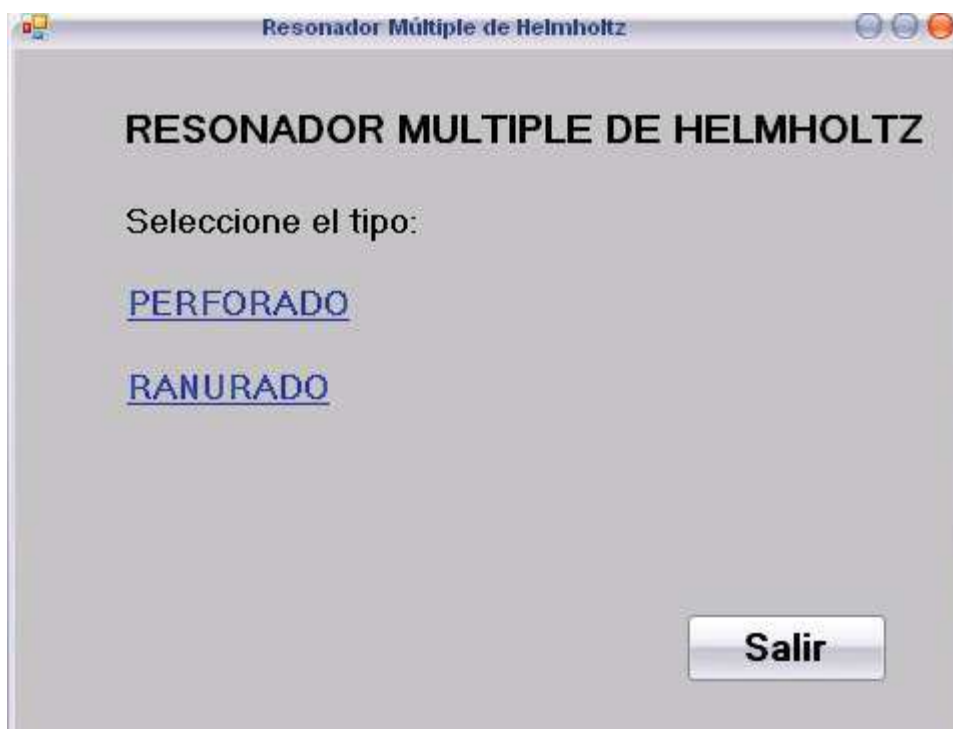 Resonador Múltiple de Helmholtz
RESONADOR MULTIPLE DE HELMHOLTZ
Seleccione el tipo:
PERFORADO
RANURADO
Salir